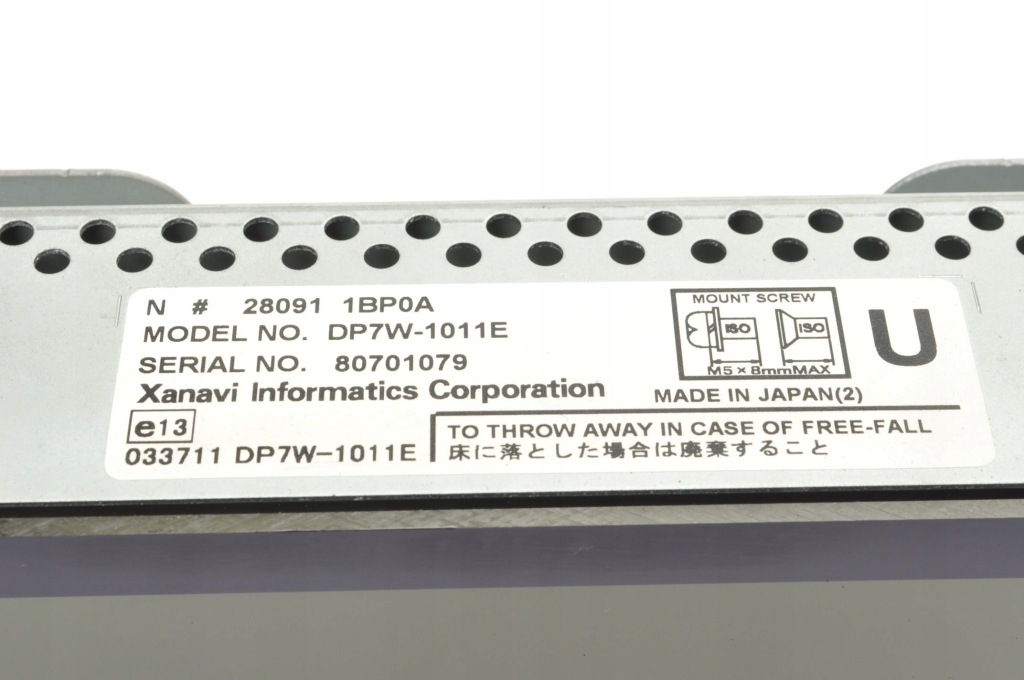 N # 28091 1BP0A
MODEL NO. DP7W-1011E
SERIAL NO. 80701079
Xanavi Informatics Corporation
MOUNT SCREW
ISO ISO
M5×8mmMAX
U
MADE IN JAPAN(2)
e13
033711 DP7W-1011E
TO THROW AWAY IN CASE OF FREE-FALL
床に落とした場合は廃棄すること